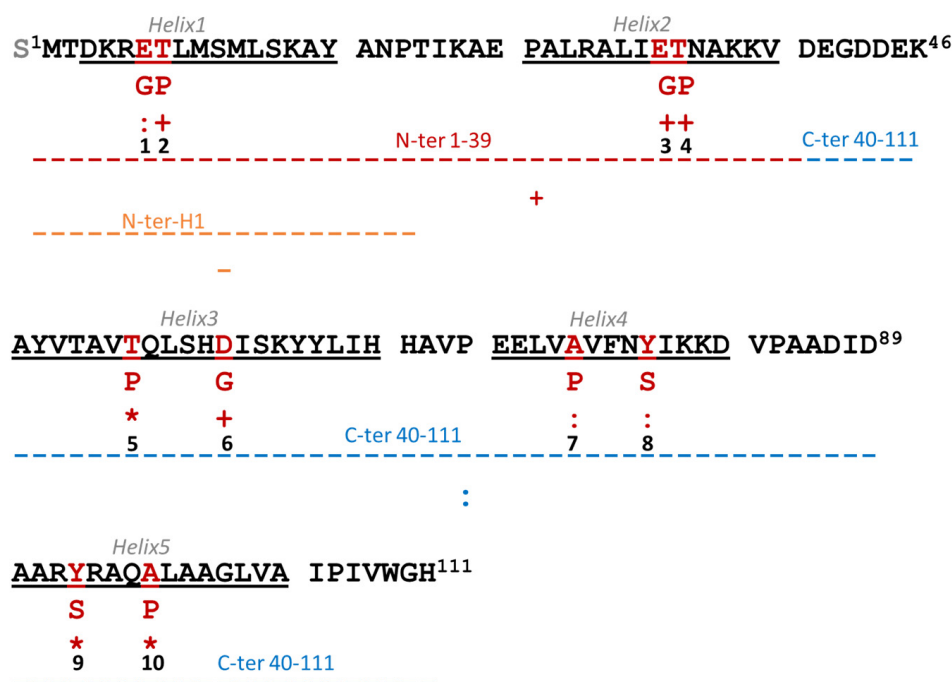 Helix1 Helix2
S¹MTDKRETLMSMLSKAY ANPTIKAE PALRALIETNAKKV DEGDDEK⁴⁶
GP GP
: + + +
1 2 N-ter 1-39 3 4 C-ter 40-111
+
N-ter-H1
–
Helix3 Helix4
AYVTAVTQLSHDISKYYLIH HAVP EELVAVFNYIKKD VPAADID⁸⁹
P G P S
* + : :
5 6 C-ter 40-111 7 8
:
Helix5
AARYRAQALAAGLVA IPIVWGH¹¹¹
S P
* *
9 10 C-ter 40-111